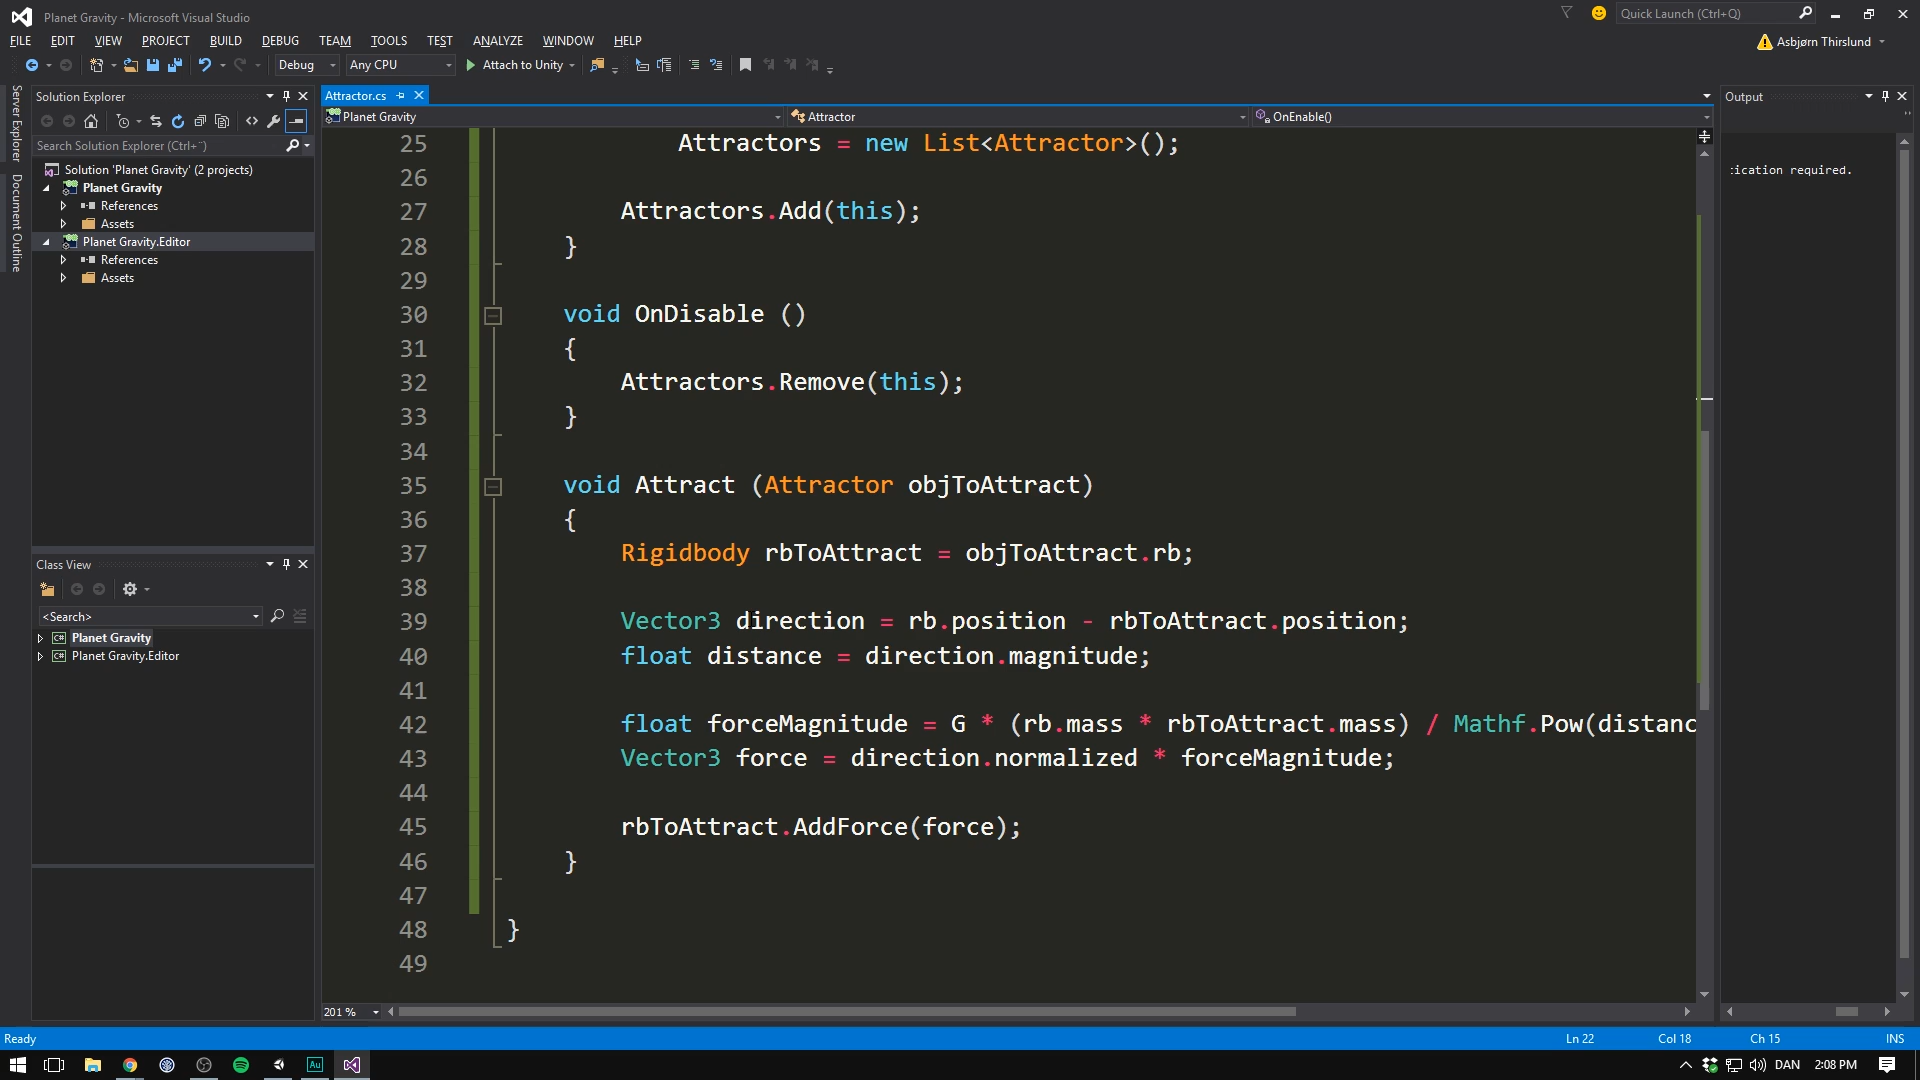 Planet Gravity - Microsoft Visual Studio
Quick Launch (Ctrl+Q)
FILE EDIT VIEW PROJECT BUILD DEBUG TEAM TOOLS TEST ANALYZE WINDOW HELP
Asbjørn Thirslund
Debug Any CPU Attach to Unity
Server Explorer
Document Outline
Solution Explorer
Search Solution Explorer (Ctrl+¨)
Solution 'Planet Gravity' (2 projects)
Planet Gravity
References
Assets
Planet Gravity.Editor
References
Assets
Class View
<Search>
Planet Gravity
Planet Gravity.Editor
Attractor.cs
Planet Gravity Attractor OnEnable()
25 Attractors = new List<Attractor>();
26
27 Attractors.Add(this);
28 }
29
30 void OnDisable ()
31 {
32 Attractors.Remove(this);
33 }
34
35 void Attract (Attractor objToAttract)
36 {
37 Rigidbody rbToAttract = objToAttract.rb;
38
39 Vector3 direction = rb.position - rbToAttract.position;
40 float distance = direction.magnitude;
41
42 float forceMagnitude = G * (rb.mass * rbToAttract.mass) / Mathf.Pow(distanc
43 Vector3 force = direction.normalized * forceMagnitude;
44
45 rbToAttract.AddForce(force);
46 }
47
48 }
49
201 %
Output
ication required.
Ready Ln 22 Col 18 Ch 15 INS
Au
DAN 2:08 PM